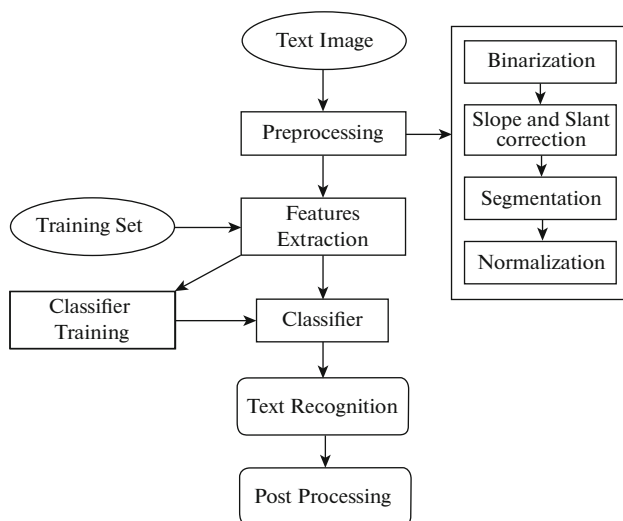 Text Image
Preprocessing
Binarization
Slope and Slant
correction
Segmentation
Normalization
Training Set
Features
Extraction
Classifier
Training
Classifier
Text Recognition
Post Processing